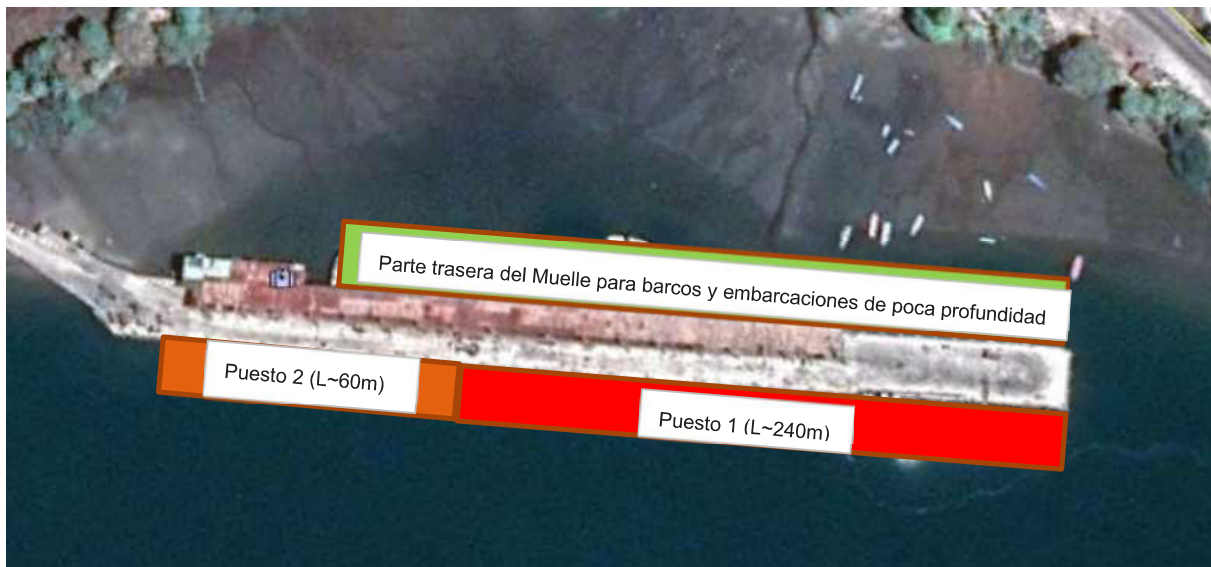 Parte trasera del Muelle para barcos y embarcaciones de poca profundidad
Puesto 2 (L~60m)
Puesto 1 (L~240m)